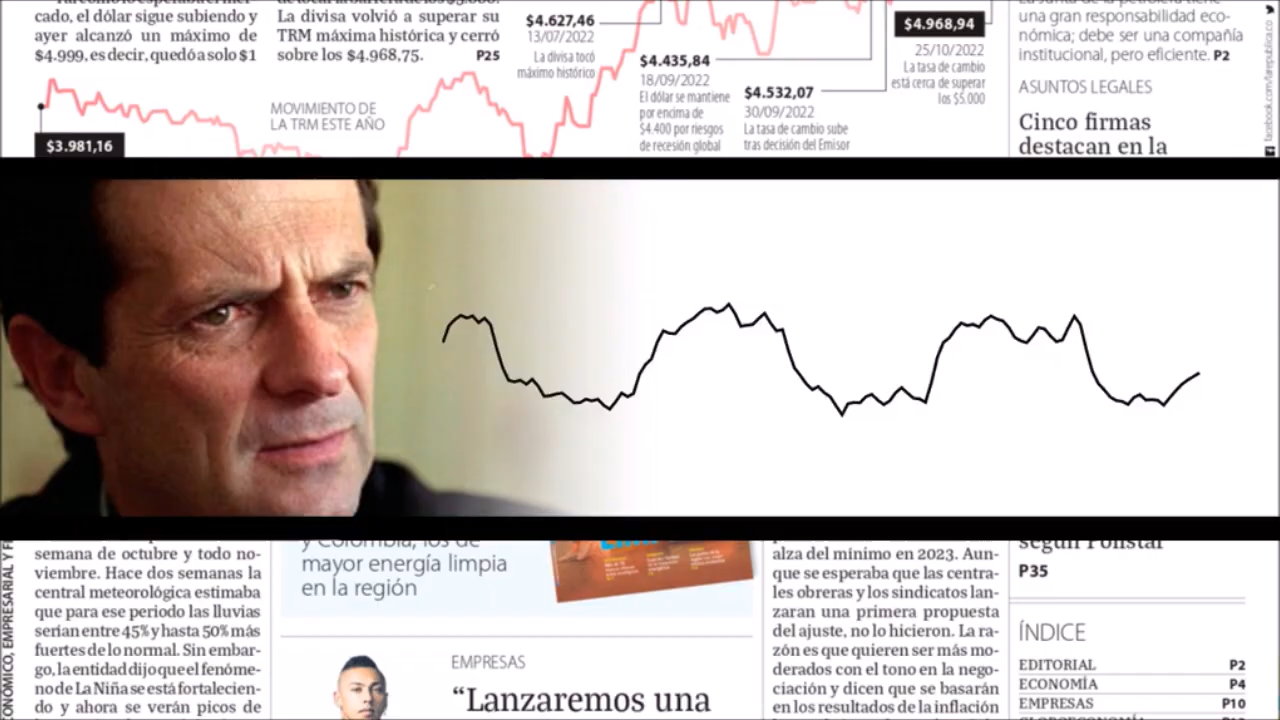 cado, el dólar sigue subiendo y
ayer alcanzó un máximo de
$4.999, es decir, quedó a solo $1
La divisa volvió a superar su
TRM máxima histórica y cerró
sobre los $4.968,75. P25
MOVIMIENTO DE
LA TRM ESTE AÑO
$3.981,16
$4.627,46
13/07/2022
La divisa tocó
máximo histórico
$4.435,84
18/09/2022
El dólar se mantiene
por encima de
$4.400 por riesgos
de recesión global
$4.532,07
30/09/2022
La tasa de cambio sube
tras decisión del Emisor
$4.968,94
25/10/2022
La tasa de cambio
está cerca de superar
los $5.000
una gran responsabilidad eco-
nómica; debe ser una compañía
institucional, pero eficiente. P2
ASUNTOS LEGALES
Cinco firmas
destacan en la
facebook.com/larepublica.co
ONÓMICO, EMPRESARIAL Y
semana de octubre y todo no-
viembre. Hace dos semanas la
central meteorológica estimaba
que para ese periodo las lluvias
serían entre 45% y hasta 50% más
fuertes de lo normal. Sin embar-
go, la entidad dijo que el fenóme-
no de La Niña se está fortalecien-
do y ahora se verán picos de
y Colombia, los de
mayor energía limpia
en la región
EMPRESAS
“Lanzaremos una
alza del mínimo en 2023. Aun-
que se esperaba que las centra-
les obreras y los sindicatos lan-
zaran una primera propuesta
del ajuste, no lo hicieron. La ra-
zón es que quieren ser más mo-
derados con el tono en la nego-
ciación y dicen que se basarán
en los resultados de la inflación
según Polistar
P35
ÍNDICE
EDITORIAL P2
ECONOMÍA P4
EMPRESAS P10